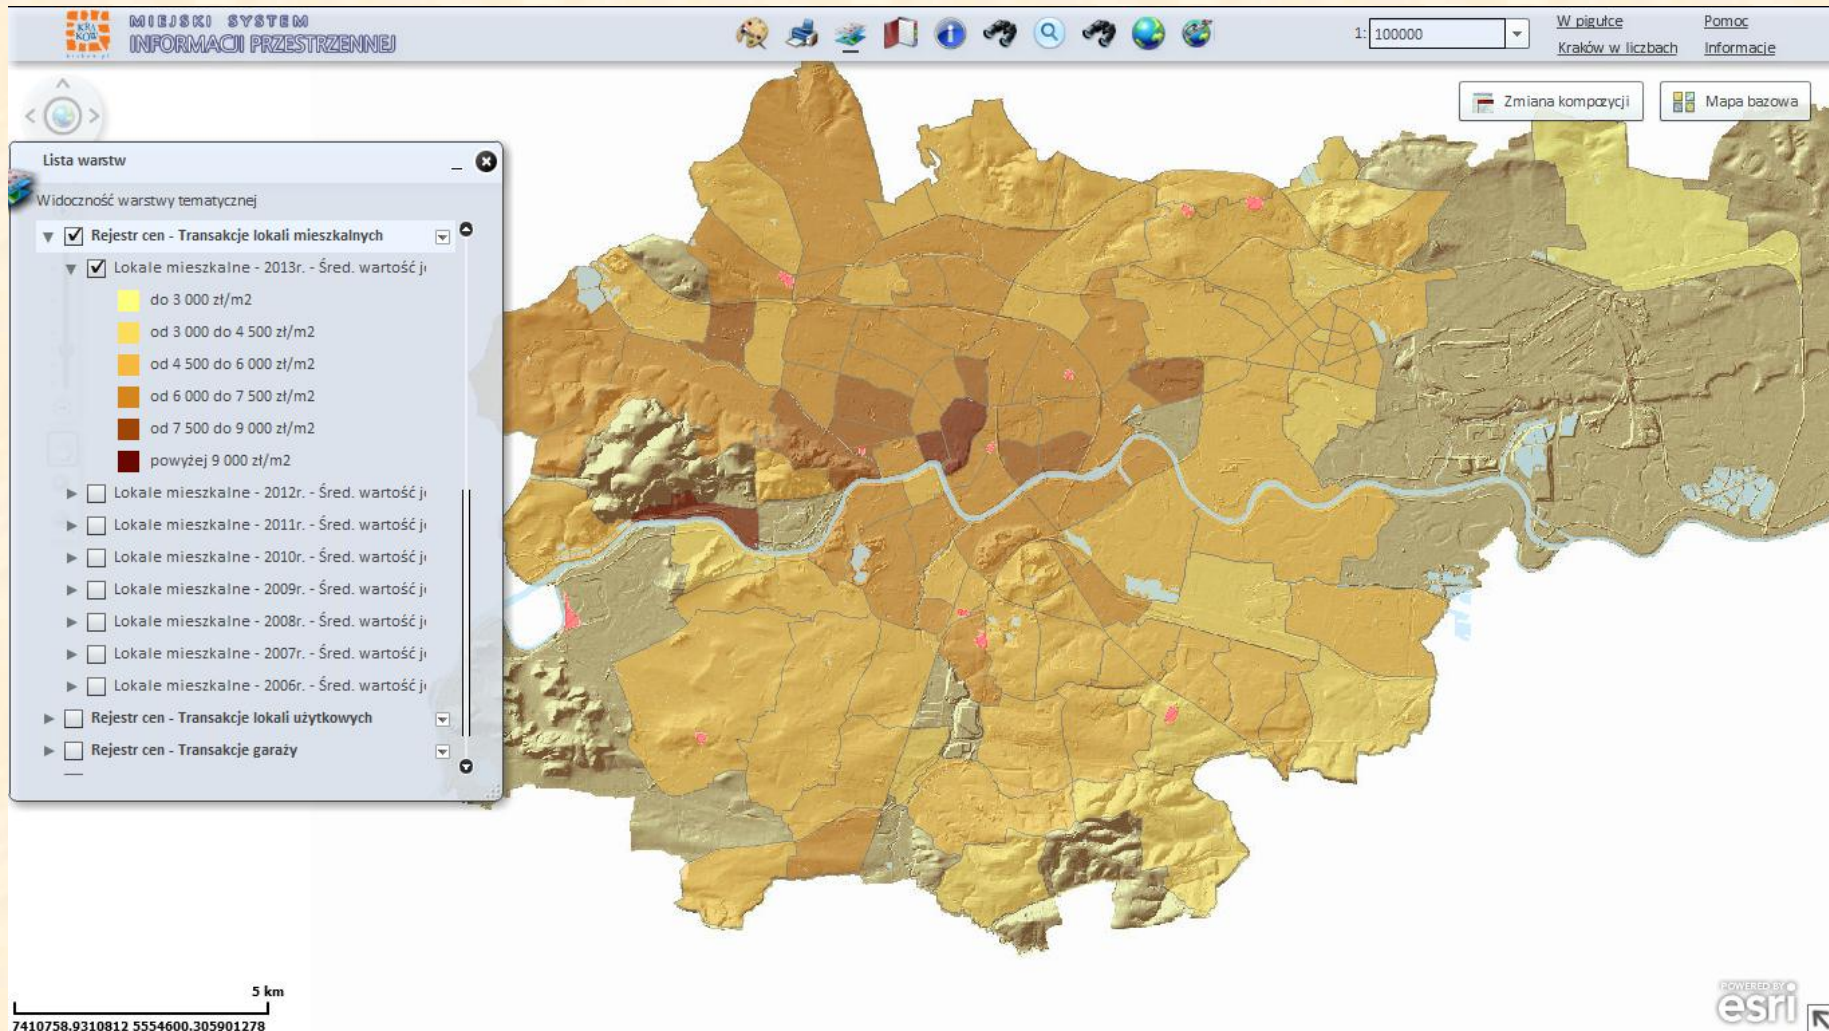 KRA
KÓW
krakow.pl
MIEJSKI SYSTEM
INFORMACJI PRZESTRZENNEJ
1: 100000
W pigułce
Pomoc
Kraków w liczbach
Informacje
Zmiana kompozycji
Mapa bazowa
Lista warstw
Widoczność warstwy tematycznej
Rejestr cen - Transakcje lokali mieszkalnych
Lokale mieszkalne - 2013r. - Śred. wartość j
do 3 000 zł/m2
od 3 000 do 4 500 zł/m2
od 4 500 do 6 000 zł/m2
od 6 000 do 7 500 zł/m2
od 7 500 do 9 000 zł/m2
powyżej 9 000 zł/m2
Lokale mieszkalne - 2012r. - Śred. wartość j
Lokale mieszkalne - 2011r. - Śred. wartość j
Lokale mieszkalne - 2010r. - Śred. wartość j
Lokale mieszkalne - 2009r. - Śred. wartość j
Lokale mieszkalne - 2008r. - Śred. wartość j
Lokale mieszkalne - 2007r. - Śred. wartość j
Lokale mieszkalne - 2006r. - Śred. wartość j
Rejestr cen - Transakcje lokali użytkowych
Rejestr cen - Transakcje garaży
5 km
7410758.9310812 5554600.305901278
POWERED BY
esri